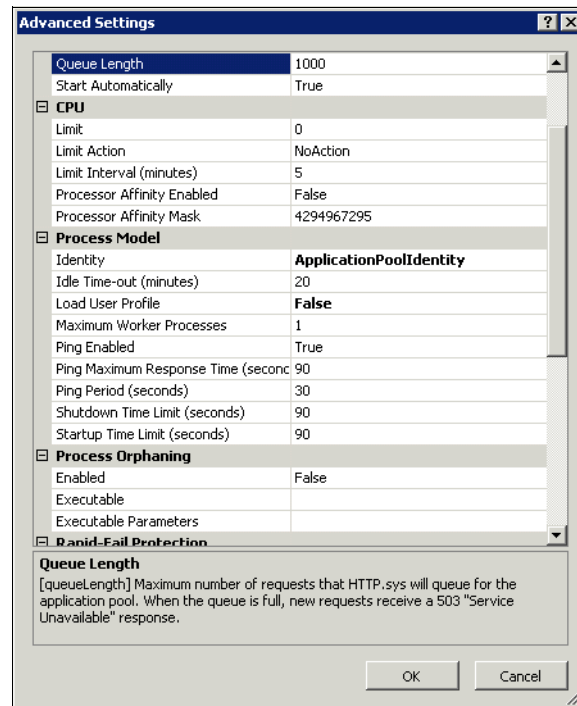 Advanced Settings
Queue Length 1000
Start Automatically True
CPU
Limit 0
Limit Action NoAction
Limit Interval (minutes) 5
Processor Affinity Enabled False
Processor Affinity Mask 4294967295
Process Model
Identity ApplicationPoolIdentity
Idle Time-out (minutes) 20
Load User Profile False
Maximum Worker Processes 1
Ping Enabled True
Ping Maximum Response Time (seconc 90
Ping Period (seconds) 30
Shutdown Time Limit (seconds) 90
Startup Time Limit (seconds) 90
Process Orphaning
Enabled False
Executable
Executable Parameters
Rapid-Fail Protection
Queue Length
[queueLength] Maximum number of requests that HTTP.sys will queue for the
application pool. When the queue is full, new requests receive a 503 "Service
Unavailable" response.
OK Cancel